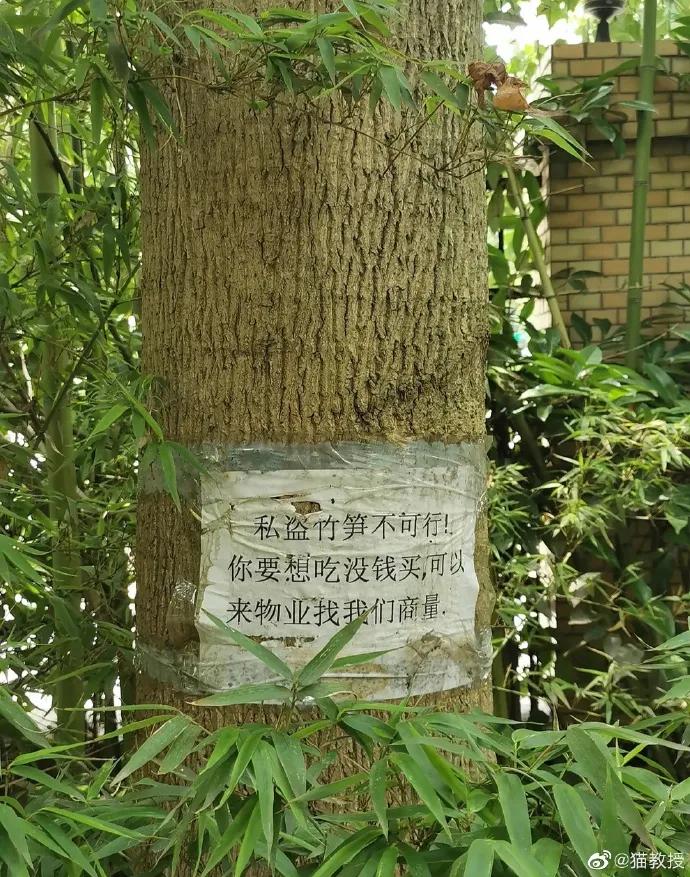 私盗竹笋不可行!
你要想吃没钱买,可以
来物业找我们商量.
@猫教授